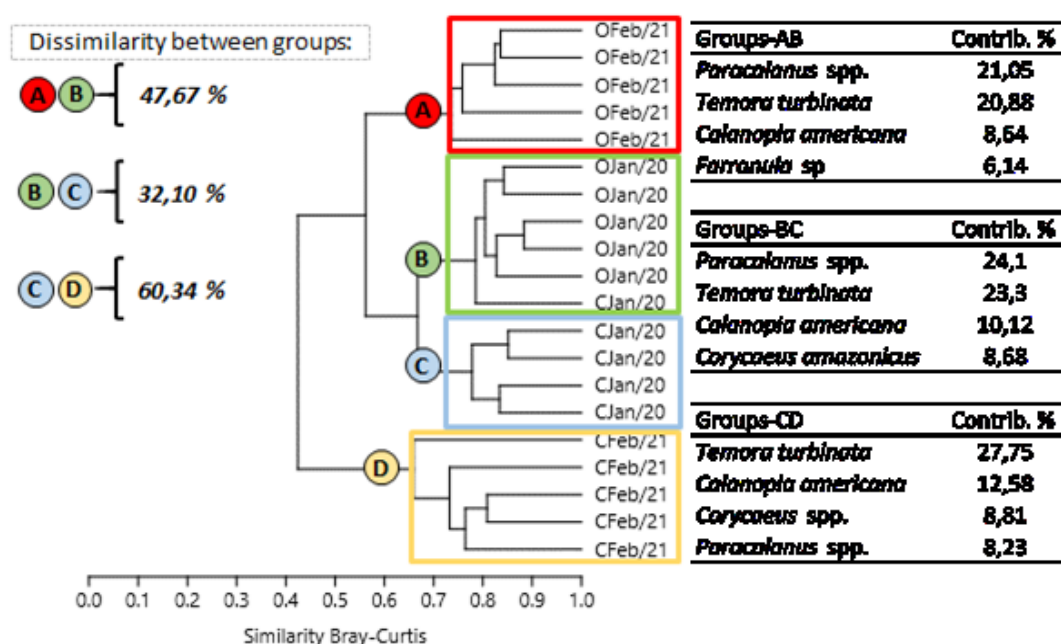 Dissimilarity between groups:
A B 47,67 %
B C 32,10 %
C D 60,34 %
A
B
C
D
OFeb/21
OFeb/21
OFeb/21
OFeb/21
OFeb/21
OJan/20
OJan/20
OJan/20
OJan/20
OJan/20
CJan/20
CJan/20
CJan/20
CJan/20
CJan/20
CFeb/21
CFeb/21
CFeb/21
CFeb/21
CFeb/21
0.0 0.1 0.2 0.3 0.4 0.5 0.6 0.7 0.8 0.9 1.0
Similarity Bray-Curtis
Groups-AB Contrib. %
Paracalanus spp. 21,05
Temora turbinata 20,88
Calanopia americana 8,64
Farranula sp 6,14
Groups-BC Contrib. %
Paracalanus spp. 24,1
Temora turbinata 23,3
Calanopia americana 10,12
Corycaeus amazonicus 8,68
Groups-CD Contrib. %
Temora turbinata 27,75
Calanopia americana 12,58
Corycaeus spp. 8,81
Paracalanus spp. 8,23